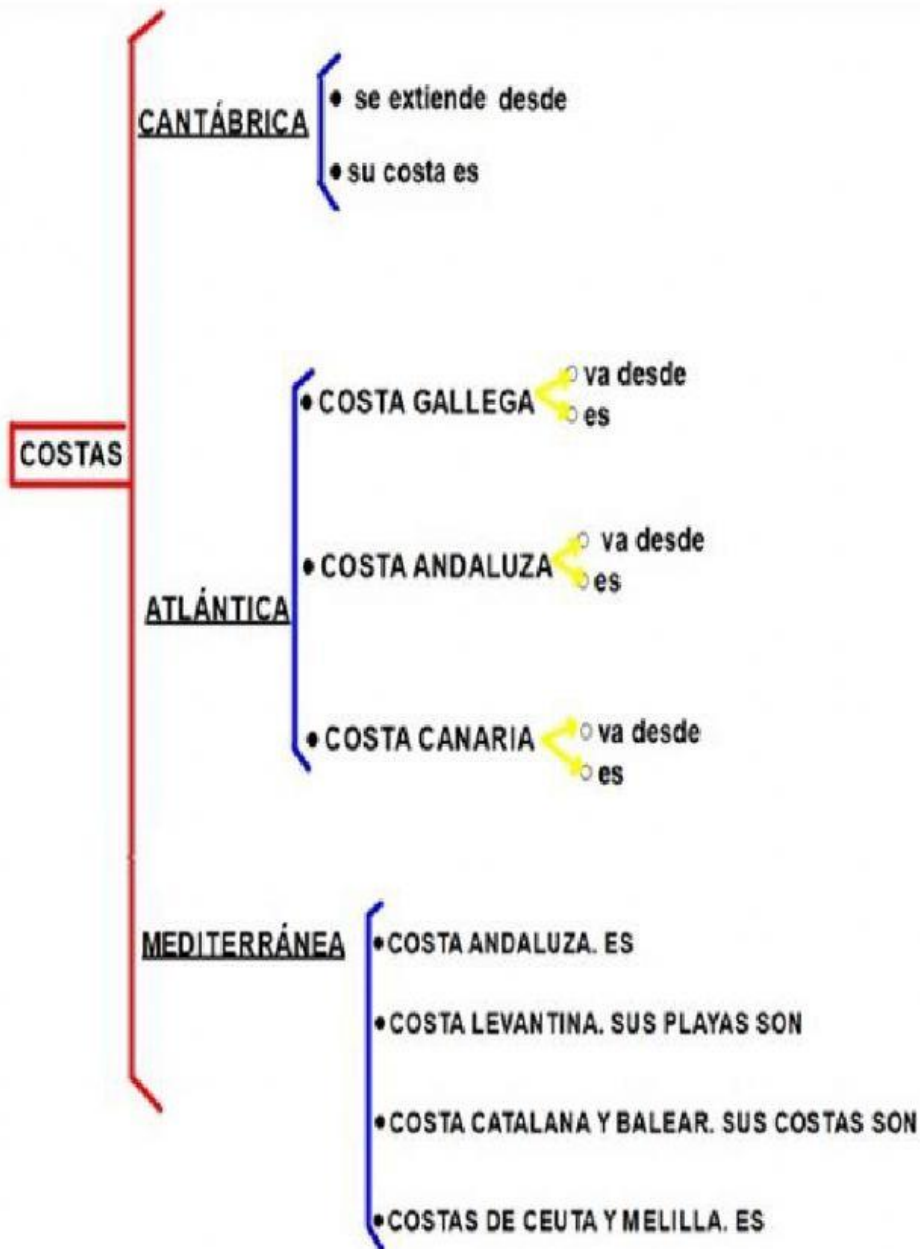 COSTAS
CANTÁBRICA
• se extiende desde
• su costa es
ATLÁNTICA
• COSTA GALLEGA
○ va desde
○ es
• COSTA ANDALUZA
○ va desde
○ es
• COSTA CANARIA
○ va desde
○ es
MEDITERRÁNEA
• COSTA ANDALUZA. ES
• COSTA LEVANTINA. SUS PLAYAS SON
• COSTA CATALANA Y BALEAR. SUS COSTAS SON
• COSTAS DE CEUTA Y MELILLA. ES